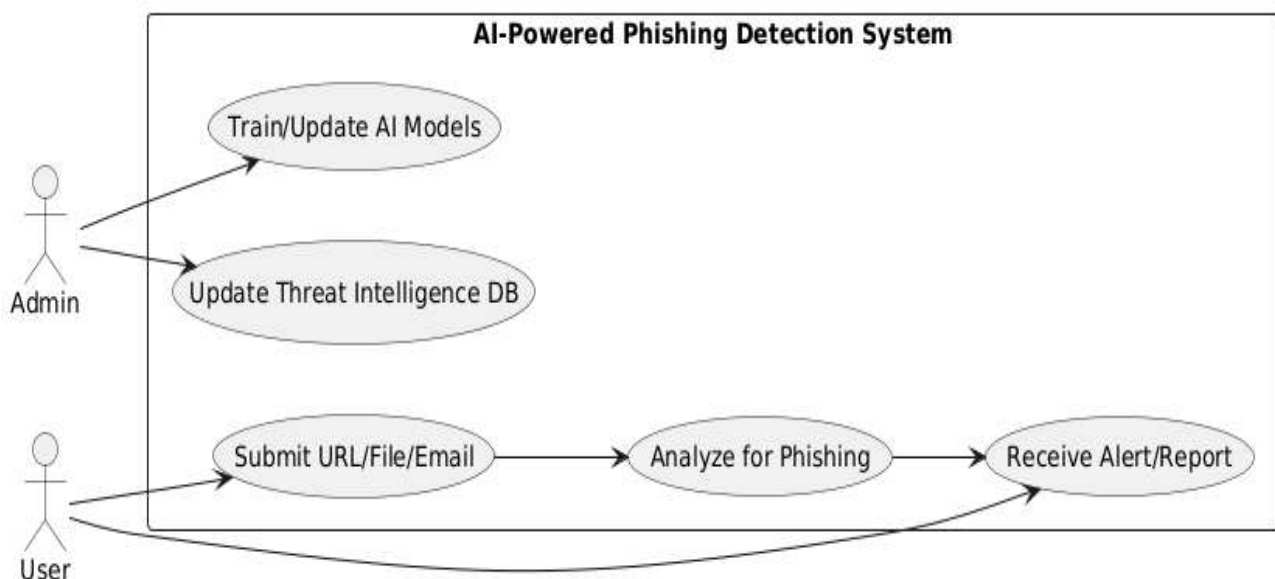 AI-Powered Phishing Detection System
Train/Update AI Models
Admin
Update Threat Intelligence DB
Submit URL/File/Email
Analyze for Phishing
Receive Alert/Report
User